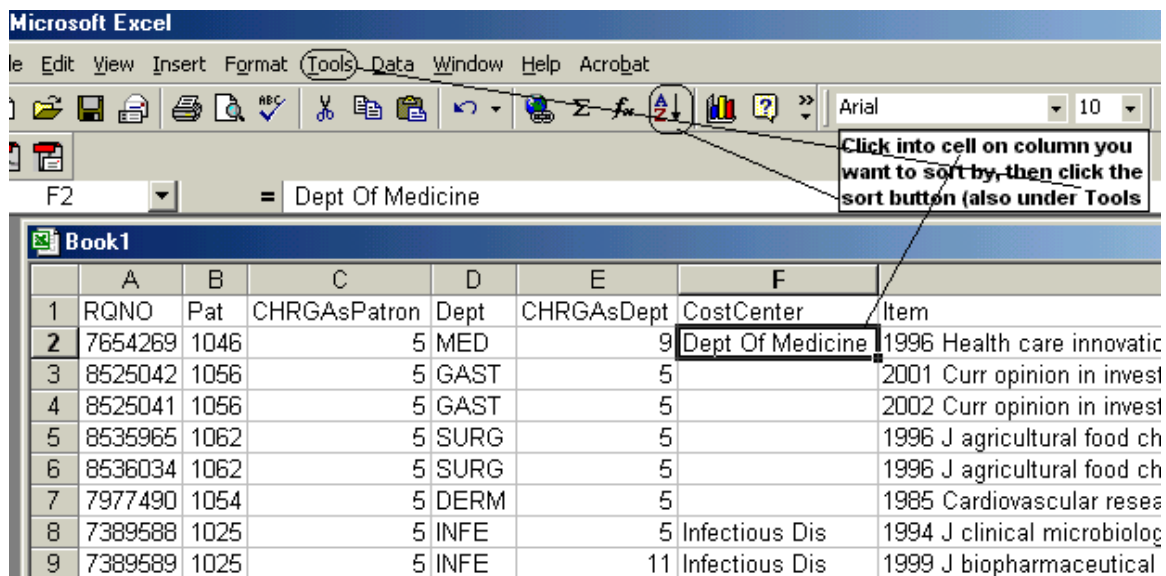 Microsoft Excel
le Edit View Insert Format Tools Data Window Help Acrobat
ABC Σ fx A Z Arial 10
Click into cell on column you
want to sort by, then click the
sort button (also under Tools
F2 = Dept Of Medicine
Book1
A B C D E F
1 RQNO Pat CHRGAsPatron Dept CHRGAsDept CostCenter Item
2 7654269 1046 5 MED 9 Dept Of Medicine 1996 Health care innovatic
3 8525042 1056 5 GAST 5 2001 Curr opinion in invest
4 8525041 1056 5 GAST 5 2002 Curr opinion in invest
5 8535965 1062 5 SURG 5 1996 J agricultural food ch
6 8536034 1062 5 SURG 5 1996 J agricultural food ch
7 7977490 1054 5 DERM 5 1985 Cardiovascular resea
8 7389588 1025 5 INFE 5 Infectious Dis 1994 J clinical microbiolog
9 7389589 1025 5 INFE 11 Infectious Dis 1999 J biopharmaceutical